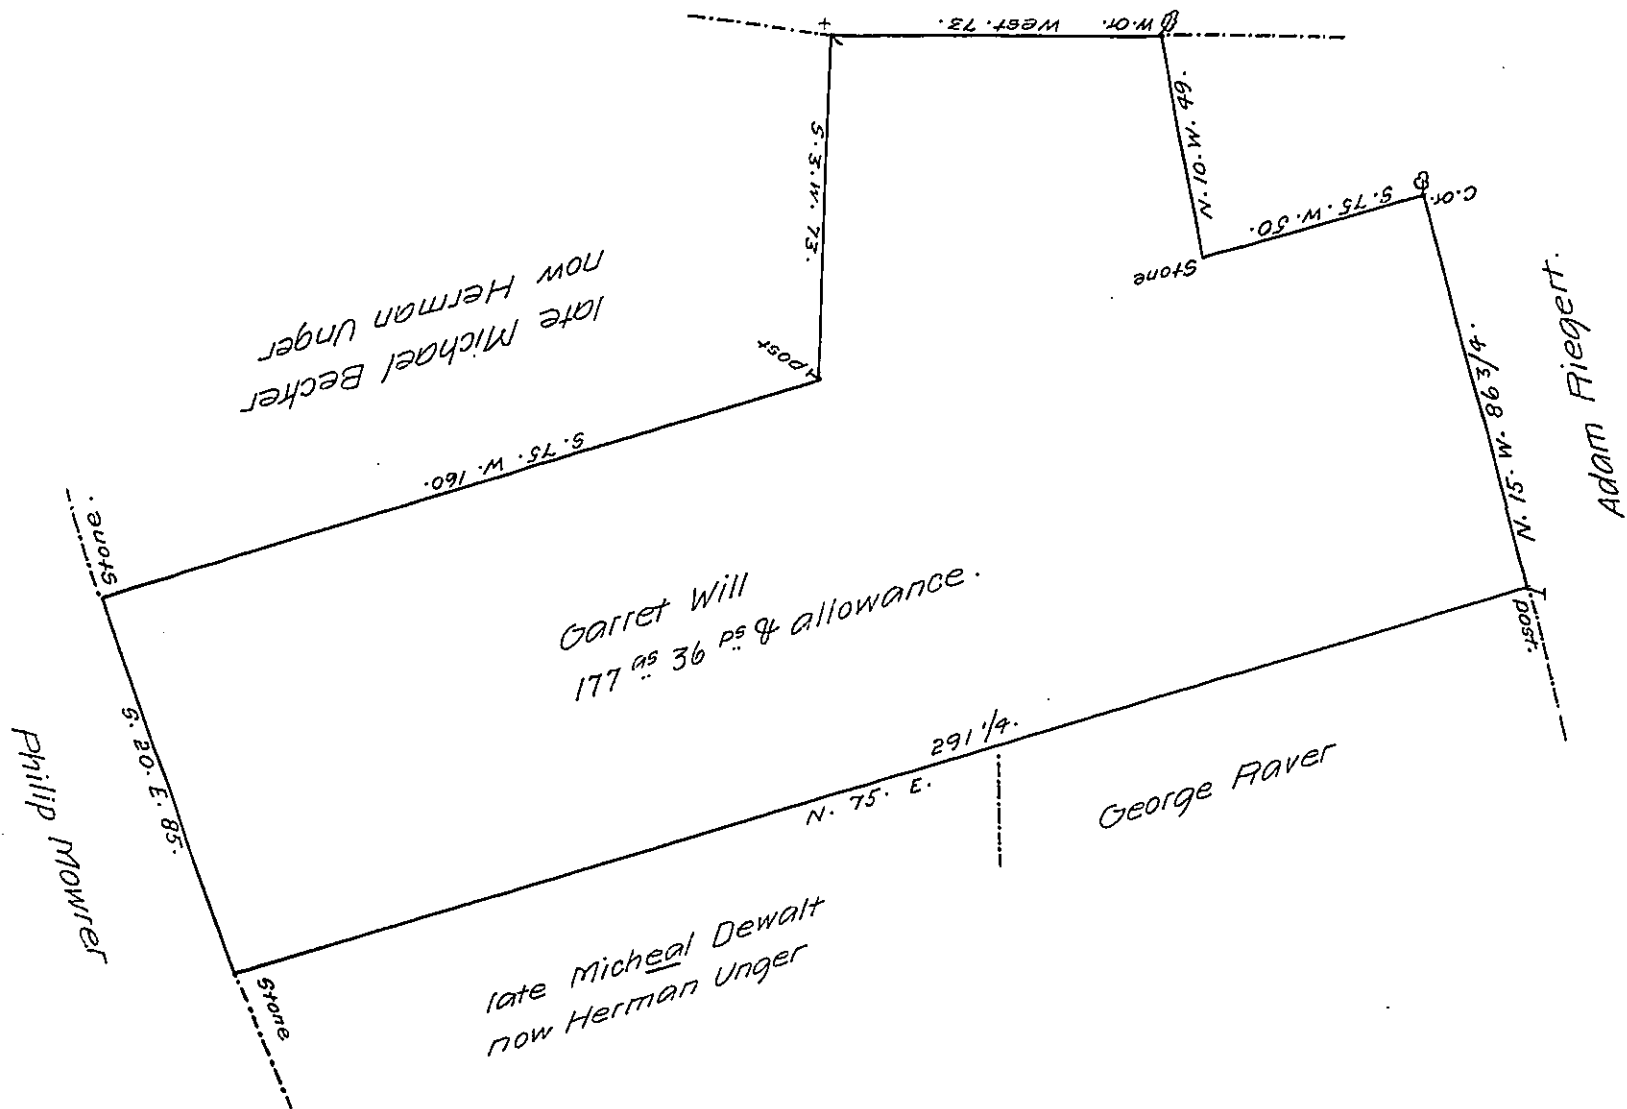 W.O. West. 73.
N. 10. W. 49.
S. 3. W. 73.
S. 75. W. 50.
C.O.
Stone
Adam Riegert.
N. 15. W. 86 3/4.
late Michael Becher
now Herman Unger
A post
S. 75. W. 160.
Stone.
Garret Will
177 as 36 ps & allowance.
post.
291 1/4.
N. 75. E.
George Raver
S. 20. E. 85.
Philip Mowrer
late Micheal Dewalt
now Herman Unger
Stone